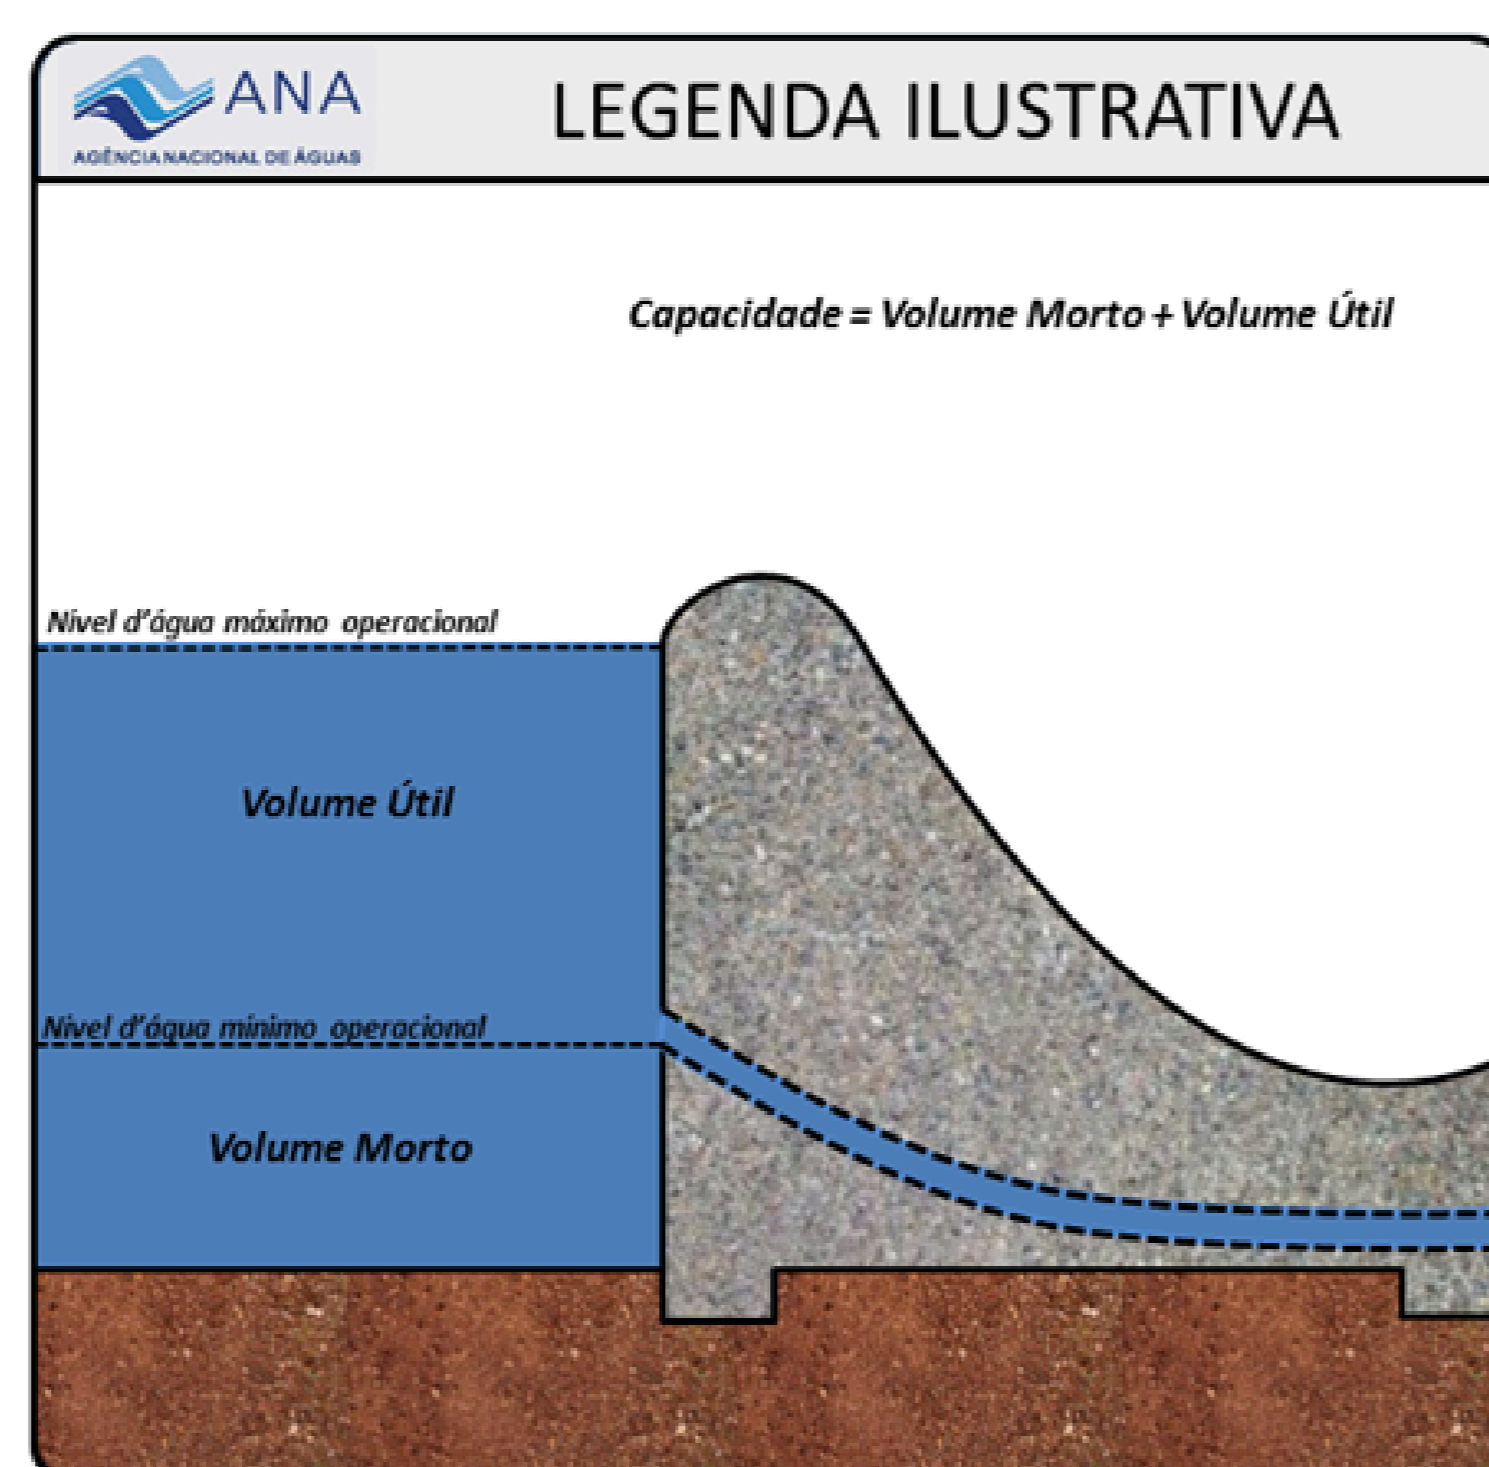 ANA
AGÊNCIA NACIONAL DE ÁGUAS
LEGENDA ILUSTRATIVA
Capacidade = Volume Morto + Volume Útil
Nível d'água máximo operacional
Volume Útil
Nível d'água mínimo operacional
Volume Morto